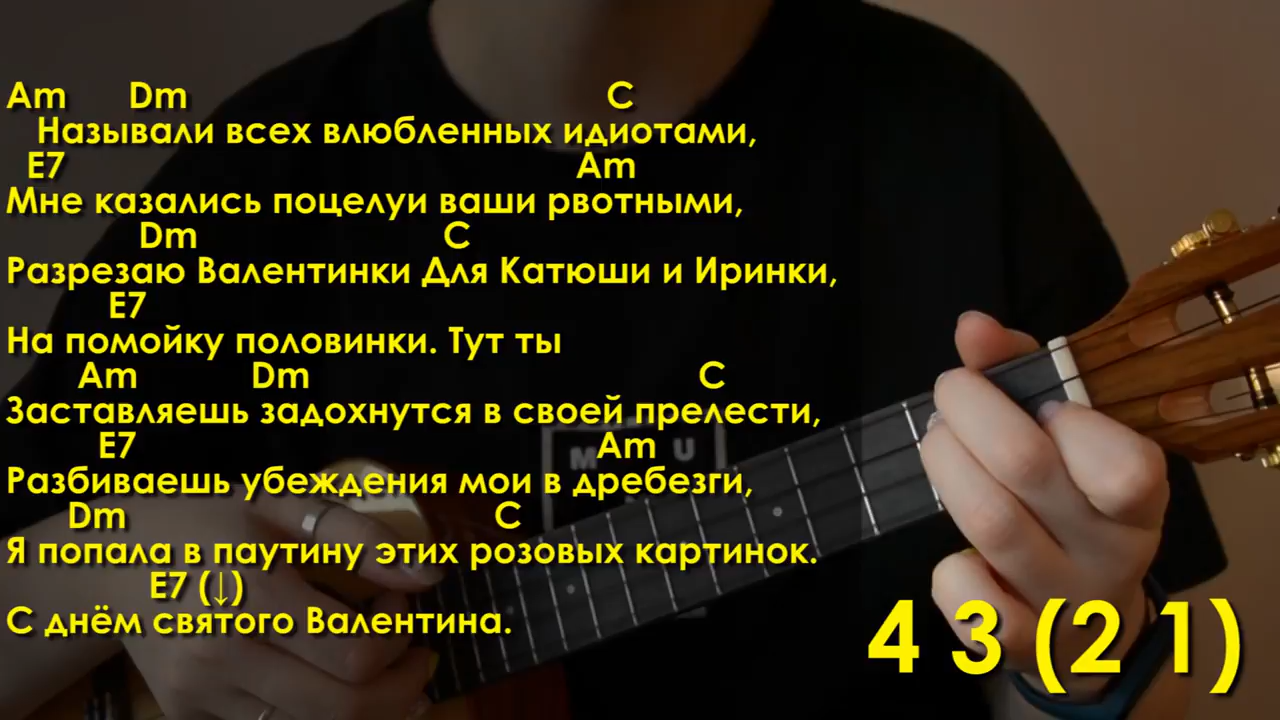 Am Dm C
Называли всех влюбленных идиотами,
E7 Am
Мне казались поцелуи ваши рвотными,
Dm C
Разрезаю Валентинки Для Катюши и Иринки,
E7
На помойку половинки. Тут ты
Am Dm C
Заставляешь задохнутся в своей прелести,
E7 Am
Разбиваешь убеждения мои в дребезги,
Dm C
Я попала в паутину этих розовых картинок.
E7 (↓)
С днём святого Валентина.
4 3 (2 1)
M U